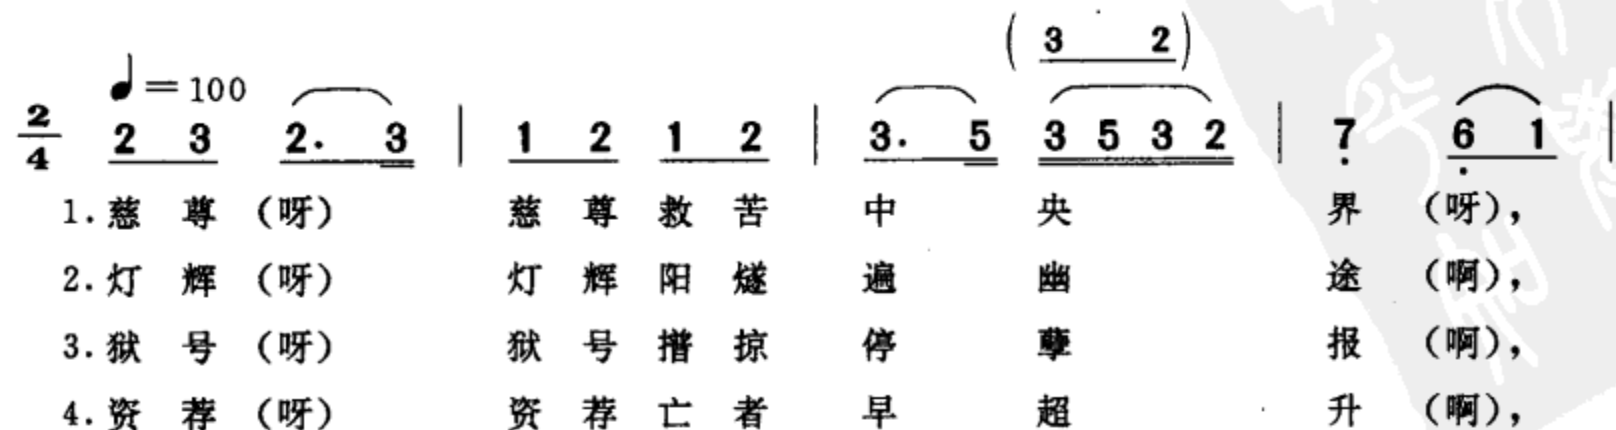 (3 2)
♩=100
2/4 2 3 2. 3 | 1 2 1 2 | 3. 5 3 5 3 2 | 7 6 1 |
1.慈 尊 (呀) 慈 尊 救 苦 中 央 界 (呀),
2.灯 辉 (呀) 灯 辉 阳 燧 遍 幽 途 (啊),
3.狱 号 (呀) 狱 号 撍 掠 停 孽 报 (啊),
4.资 荐 (呀) 资 荐 亡 者 早 超 升 (啊),